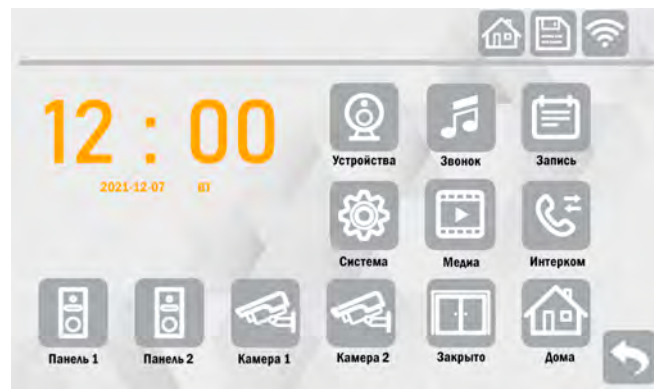 12 : 00
2021-12-07 ВТ
Устройства Звонок Запись
Система Медиа Интерком
Панель 1 Панель 2 Камера 1 Камера 2 Закрыто Дома